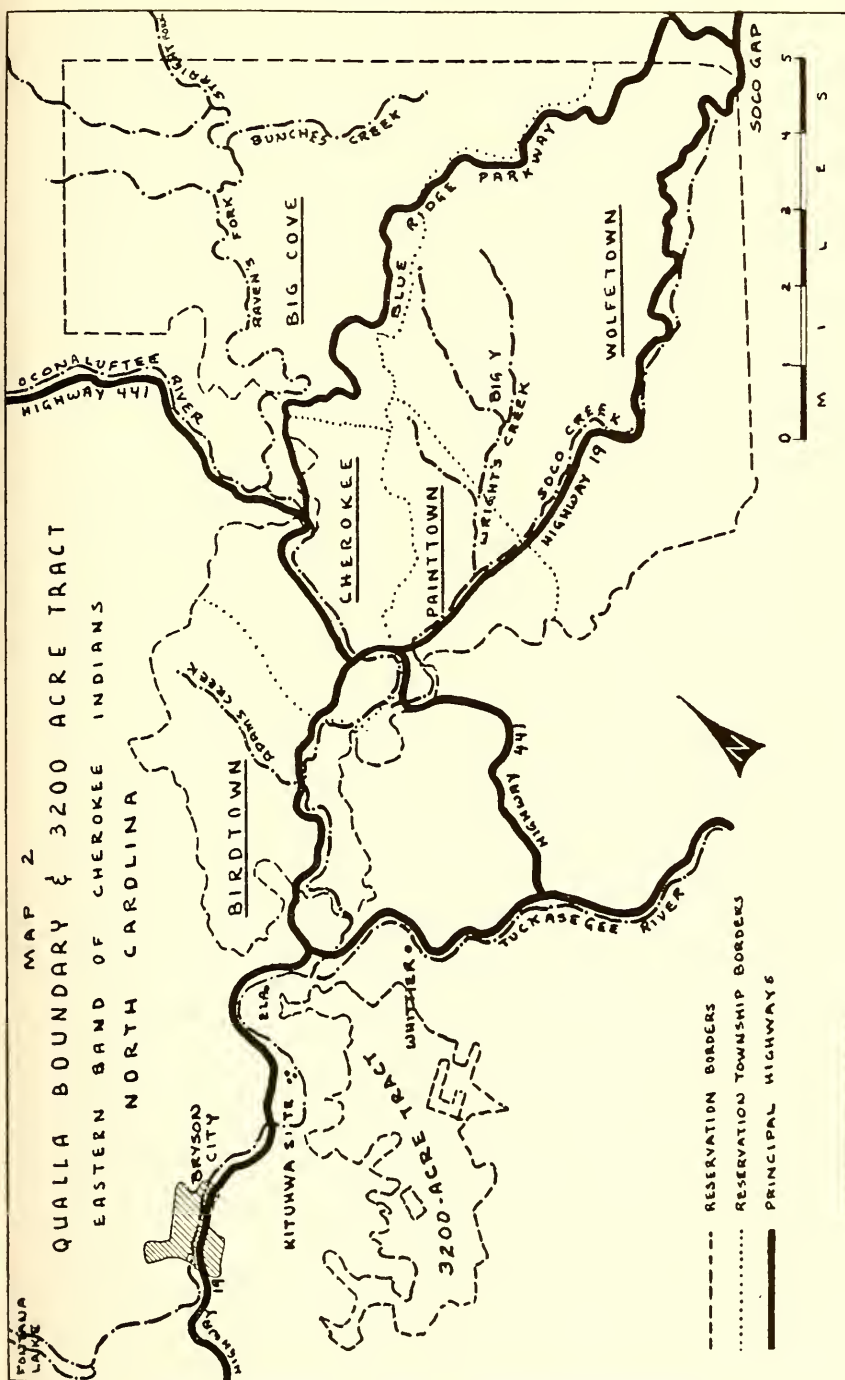 MAP 2
QUALLA BOUNDARY & 3200 ACRE TRACT
EASTERN BAND OF CHEROKEE INDIANS
NORTH CAROLINA
FONTANA
LAKE
HIGHWAY 19
BRYSON
CITY
KITUHWA SITE
ELA
3200-ACRE TRACT
WHITTIER
BIRDTOWN
ADAMS CREEK
TUCKASEGEE RIVER
HIGHWAY 441
N
OCONALUFTEE
RIVER
HIGHWAY 441
CHEROKEE
PAINTTOWN
WRIGHT'S CREEK
BIG Y
SOCO CREEK
HIGHWAY 19
WOLFETOWN
BIG COVE
RAVEN'S FORK
BUNCHES
CREEK
STRAIGHT
BLUE RIDGE PARKWAY
SOCO GAP
0 1 2 3 4 5
MILES
RESERVATION BORDERS
RESERVATION TOWNSHIP BORDERS
PRINCIPAL HIGHWAYS